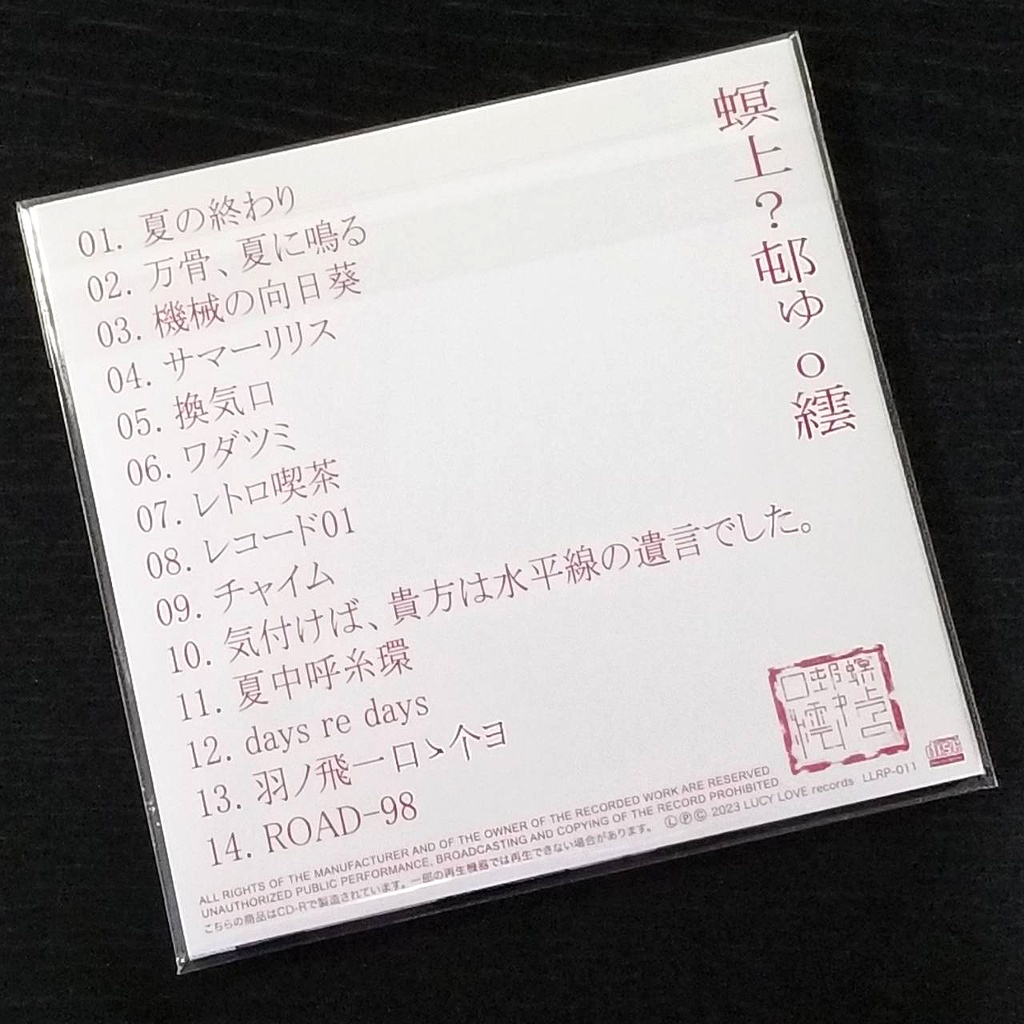 螟上？邨ゆo繧
01. 夏の終わり
02. 万骨、夏に鳴る
03. 機械の向日葵
04. サマーリリス
05. 換気口
06. ワダツミ
07. レトロ喫茶
08. レコード01
09. チャイム
10. 気付けば、貴方は水平線の遺言でした。
11. 夏中呼糸環
12. days re days
13. 羽ノ飛一口ゝ个ヨ
14. ROAD-98
ALL RIGHTS OF THE MANUFACTURER AND OF THE OWNER OF THE RECORDED WORK ARE RESERVED
UNAUTHORIZED PUBLIC PERFORMANCE, BROADCASTING AND COPYING OF THE RECORD PROHIBITED
こちらの商品はCD-Rで製造されています。一部の再生機器では再生できない場合があります。 ⓁⓅⒸ 2023 LUCY LOVE records LLRP-011